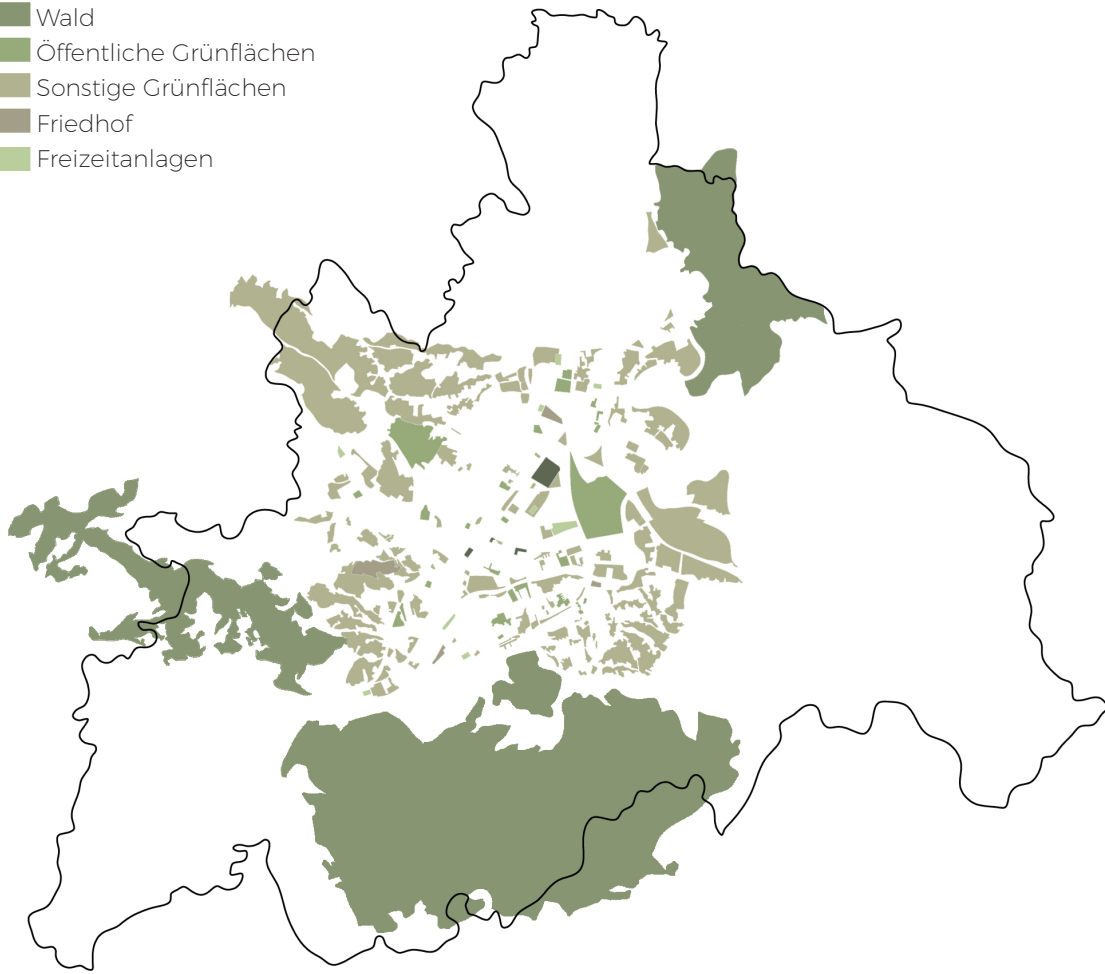 Wald
Öffentliche Grünflächen
Sonstige Grünflächen
Friedhof
Freizeitanlagen